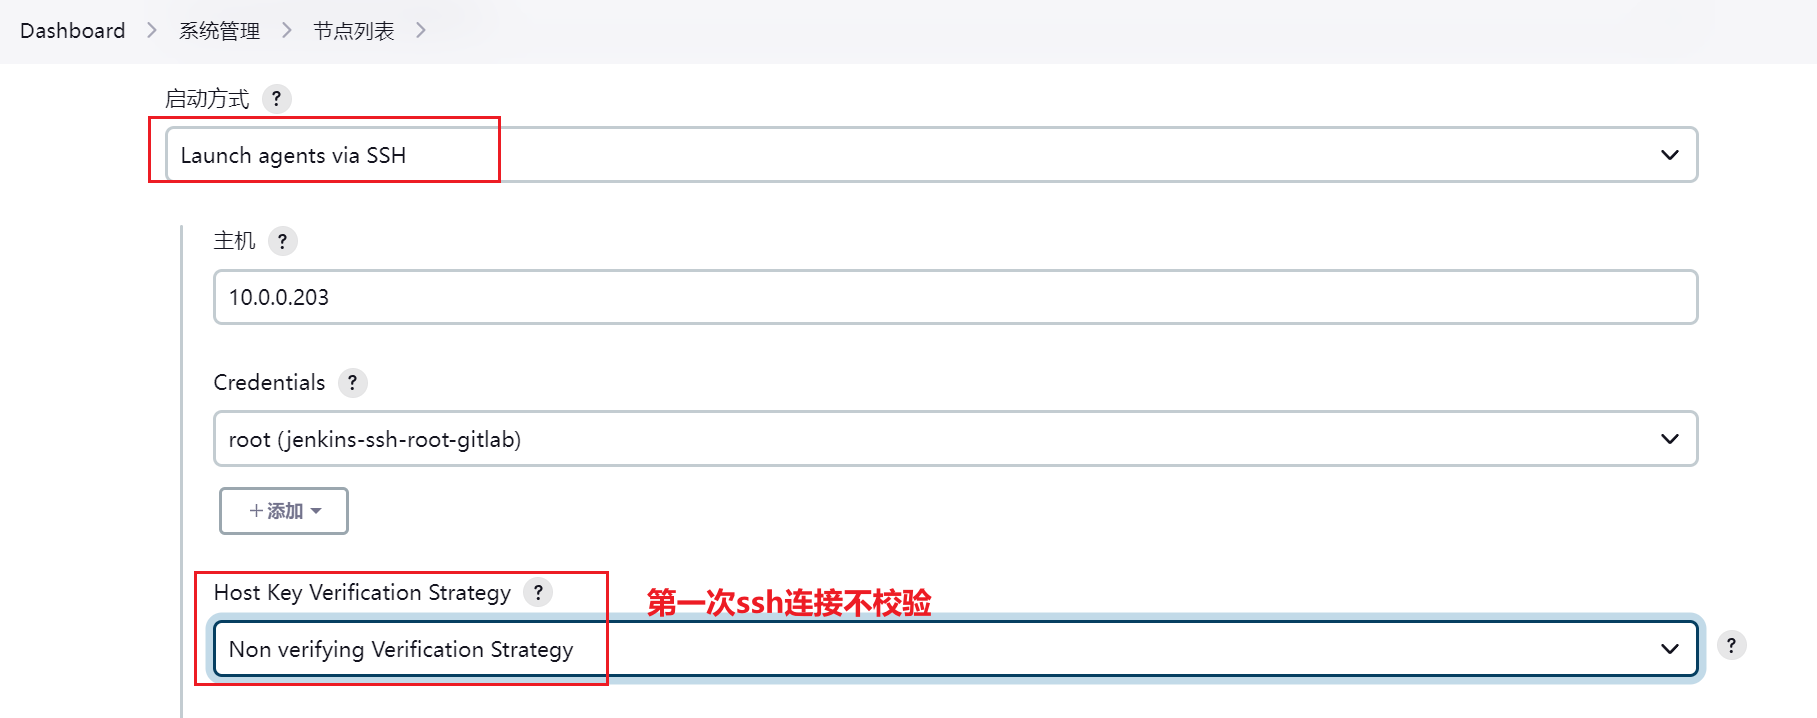 Dashboard > 系统管理 > 节点列表 >
启动方式 ?
Launch agents via SSH
主机 ?
10.0.0.203
Credentials ?
root (jenkins-ssh-root-gitlab)
+ 添加
Host Key Verification Strategy ?
第一次ssh连接不校验
Non verifying Verification Strategy
?